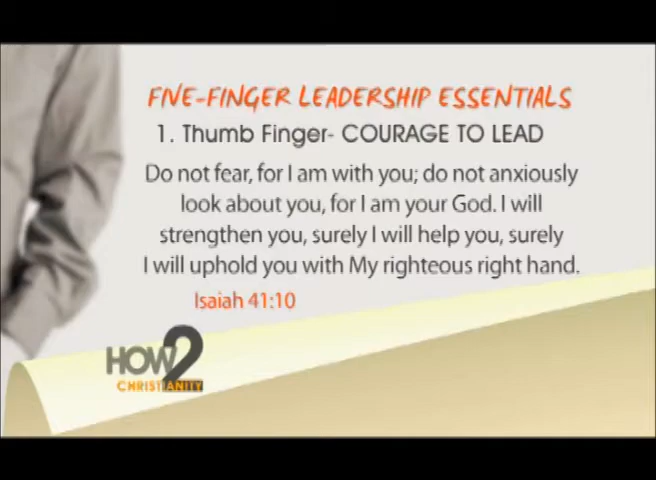 FIVE-FINGER LEADERSHIP ESSENTIALS
1. Thumb Finger- COURAGE TO LEAD
Do not fear, for I am with you; do not anxiously
look about you, for I am your God. I will
strengthen you, surely I will help you, surely
I will uphold you with My righteous right hand.
Isaiah 41:10
HOW2
CHRISTIANITY